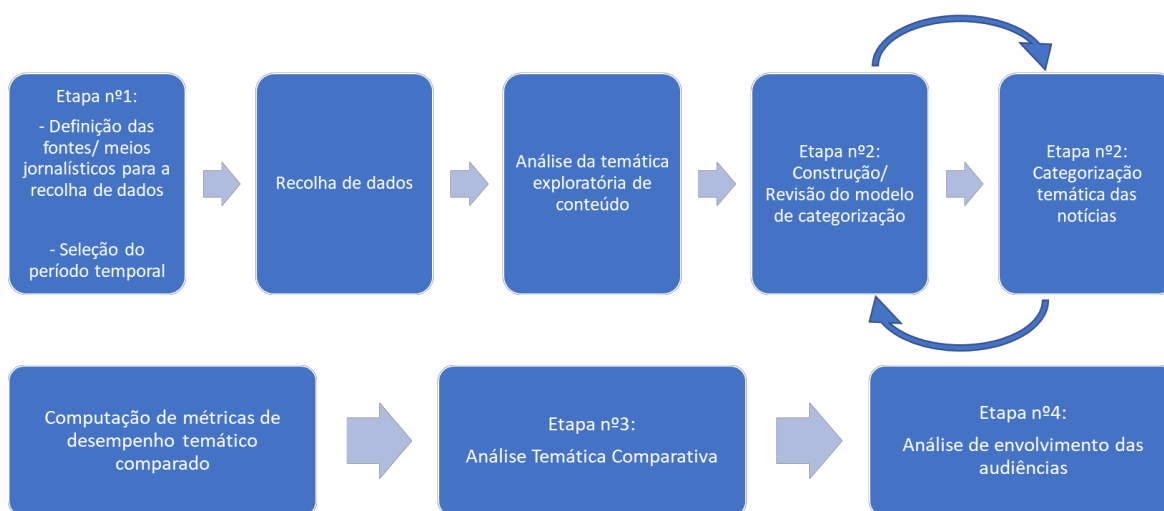 Etapa nº1:
- Definição das
fontes/ meios
jornalísticos para a
recolha de dados
- Seleção do
período temporal
Recolha de dados
Análise da temática
exploratória de
conteúdo
Etapa nº2:
Construção/
Revisão do modelo
de categorização
Etapa nº2:
Categorização
temática das
notícias
Computação de métricas de
desempenho temático
comparado
Etapa nº3:
Análise Temática Comparativa
Etapa nº4:
Análise de envolvimento das
audiências